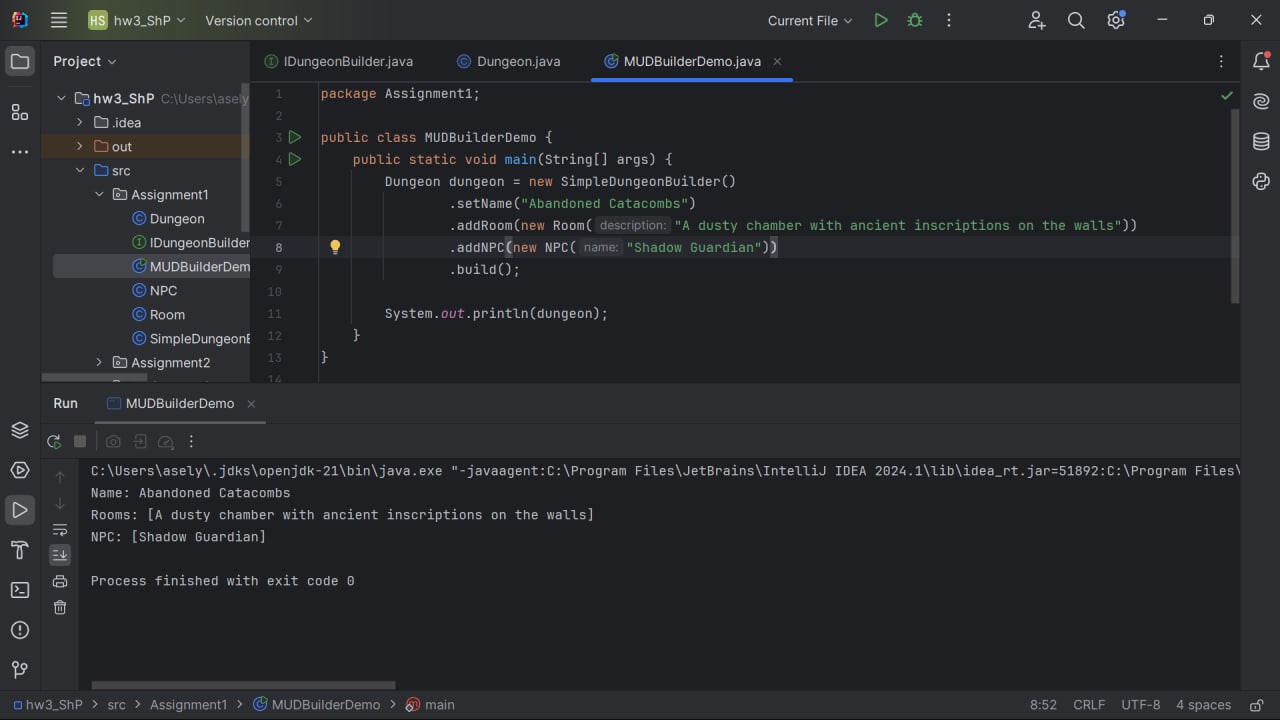 HS hw3_ShP Version control Current File
Project
IDungeonBuilder.java Dungeon.java MUDBuilderDemo.java
hw3_ShP C:\Users\asely
.idea
out
src
Assignment1
Dungeon
IDungeonBuilder
MUDBuilderDem
NPC
Room
SimpleDungeonE
Assignment2
1 package Assignment1;
2
3 public class MUDBuilderDemo {
4 public static void main(String[] args) {
5 Dungeon dungeon = new SimpleDungeonBuilder()
6 .setName("Abandoned Catacombs")
7 .addRoom(new Room( description: "A dusty chamber with ancient inscriptions on the walls"))
8 .addNPC(new NPC( name: "Shadow Guardian"))
9 .build();
10
11 System.out.println(dungeon);
12 }
13 }
14
Run MUDBuilderDemo
C:\Users\asely\.jdks\openjdk-21\bin\java.exe "-javaagent:C:\Program Files\JetBrains\IntelliJ IDEA 2024.1\lib\idea_rt.jar=51892:C:\Program Files\
Name: Abandoned Catacombs
Rooms: [A dusty chamber with ancient inscriptions on the walls]
NPC: [Shadow Guardian]
Process finished with exit code 0
hw3_ShP > src > Assignment1 > MUDBuilderDemo > main 8:52 CRLF UTF-8 4 spaces